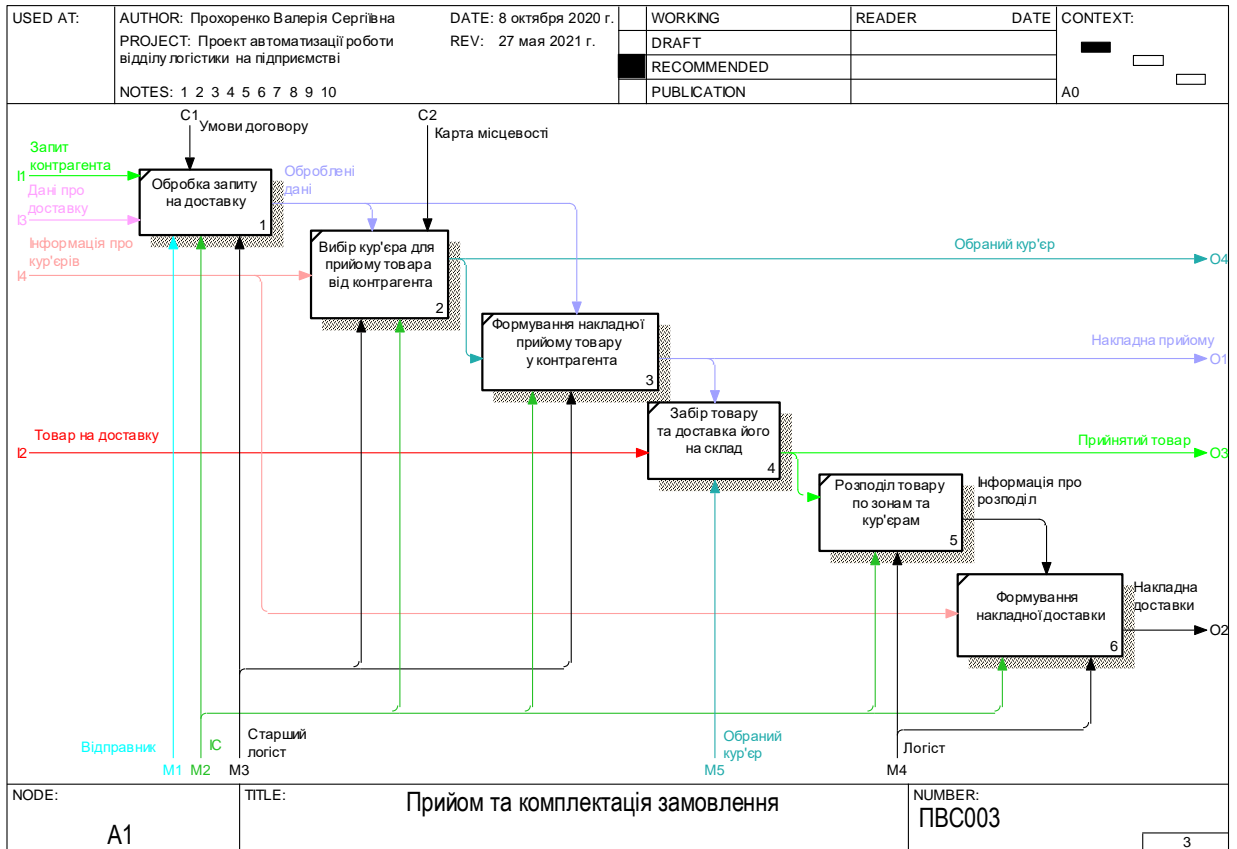 USED AT:
AUTHOR: Прохоренко Валерія Сергіївна
DATE: 8 октября 2020 г.
PROJECT: Проект автоматизації роботи
відділу логістики на підприємстві
REV: 27 мая 2021 г.
NOTES: 1 2 3 4 5 6 7 8 9 10
WORKING
DRAFT
RECOMMENDED
PUBLICATION
READER
DATE
CONTEXT:
A0
C1
Умови договору
C2
Карта місцевості
Запит
контрагента
I1
Дані про
доставку
I3
Інформація про
кур'єрів
I4
Обробка запиту
на доставку
1
Оброблені
дані
Вибір кур'єра для
прийому товара
від контрагента
2
Обраний кур'єр
O4
Формування накладної
прийому товару
у контрагента
3
Накладна прийому
O1
Товар на доставку
I2
Забір товару
та доставка його
на склад
4
Прийнятий товар
O3
Розподіл товару
по зонам та
кур'єрам
5
Інформація про
розподіл
Формування
накладної доставки
6
Накладна
доставки
O2
Відправник
M1
ІС
M2
Старший
логіст
M3
Обраний
кур'єр
M5
Логіст
M4
NODE:
A1
TITLE:
Прийом та комплектація замовлення
NUMBER:
ПВС003
3